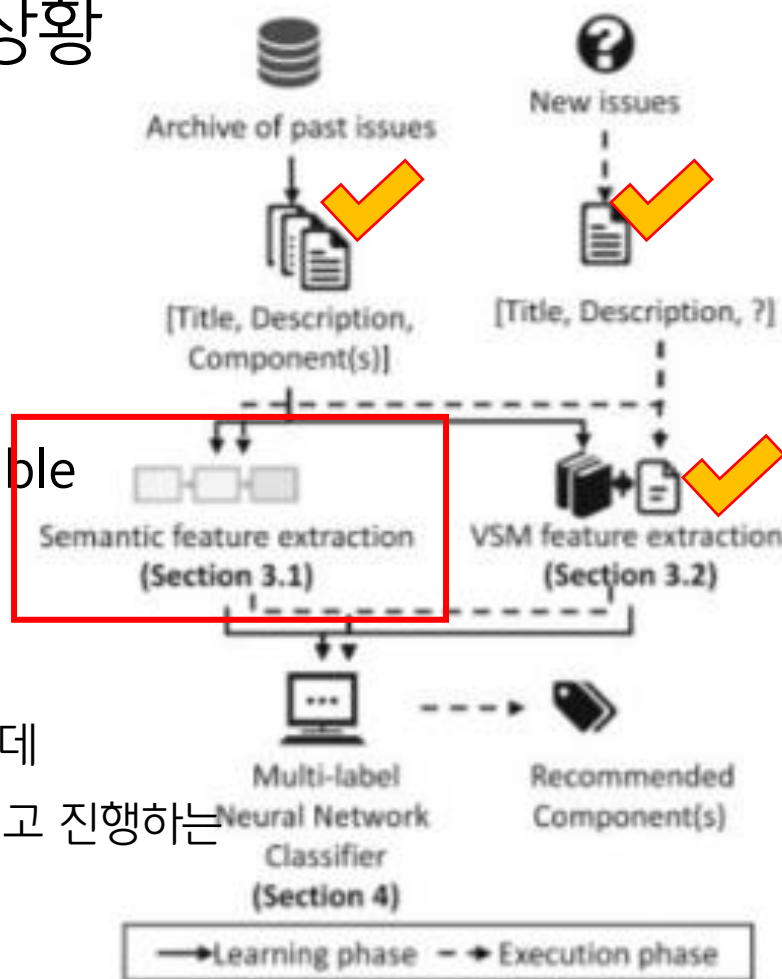 상황
Archive of past issues
New issues
[Title, Description,
Component(s)]
[Title, Description, ?]
ble
Semantic feature extraction
(Section 3.1)
VSM feature extraction
(Section 3.2)
데
고 진행하는
Multi-label
Neural Network
Classifier
(Section 4)
Recommended
Component(s)
Learning phase
Execution phase